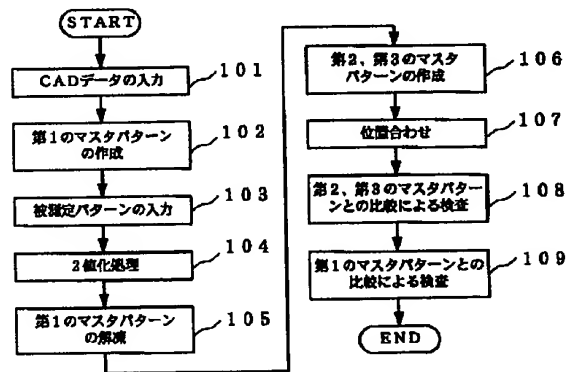 START
CADデータの入力
101
第1のマスタパターン
の作成
102
被測定パターンの入力
103
2値化処理
104
第1のマスタパターン
の解凍
105
第2、第3のマスタ
パターンの作成
106
位置合わせ
107
第2、第3のマスタパター
ンとの比較による検査
108
第1のマスタパターンとの
比較による検査
109
END